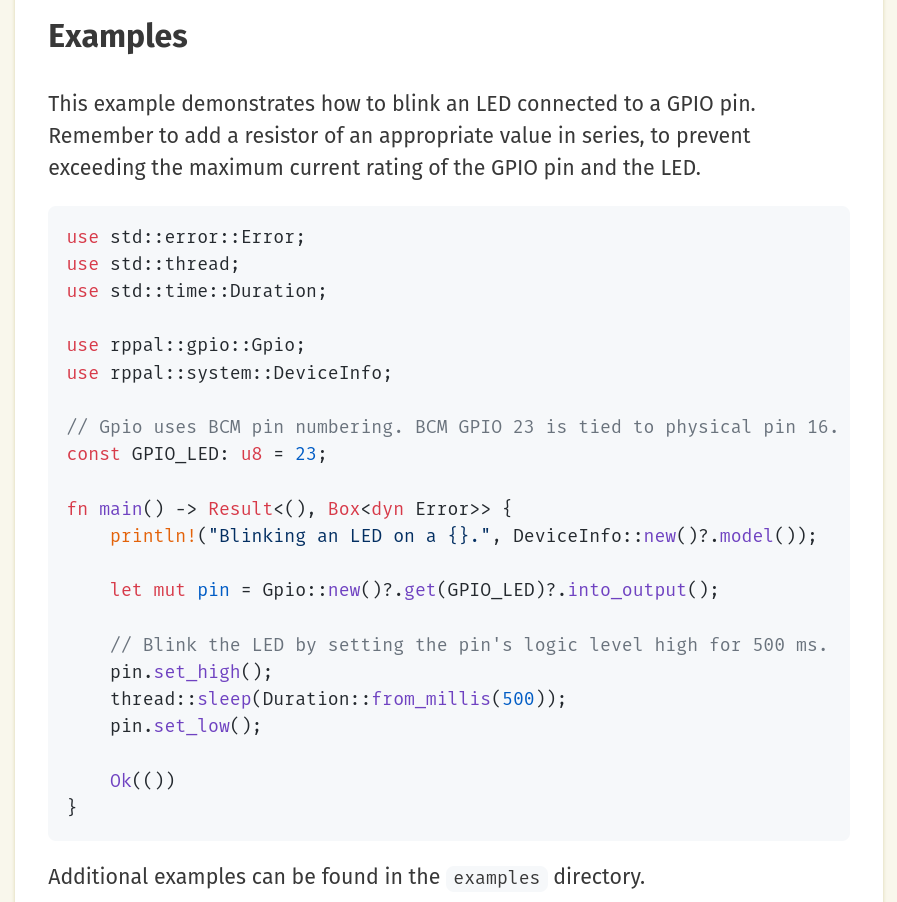 Examples
This example demonstrates how to blink an LED connected to a GPIO pin.
Remember to add a resistor of an appropriate value in series, to prevent
exceeding the maximum current rating of the GPIO pin and the LED.
use std::error::Error;
use std::thread;
use std::time::Duration;
use rppal::gpio::Gpio;
use rppal::system::DeviceInfo;
// Gpio uses BCM pin numbering. BCM GPIO 23 is tied to physical pin 16.
const GPIO_LED: u8 = 23;
fn main() -> Result<(), Box<dyn Error>> {
    println!("Blinking an LED on a {}.", DeviceInfo::new()?.model());
    let mut pin = Gpio::new()?.get(GPIO_LED)?.into_output();
    // Blink the LED by setting the pin's logic level high for 500 ms.
    pin.set_high();
    thread::sleep(Duration::from_millis(500));
    pin.set_low();
    Ok(())
}
Additional examples can be found in the examples directory.